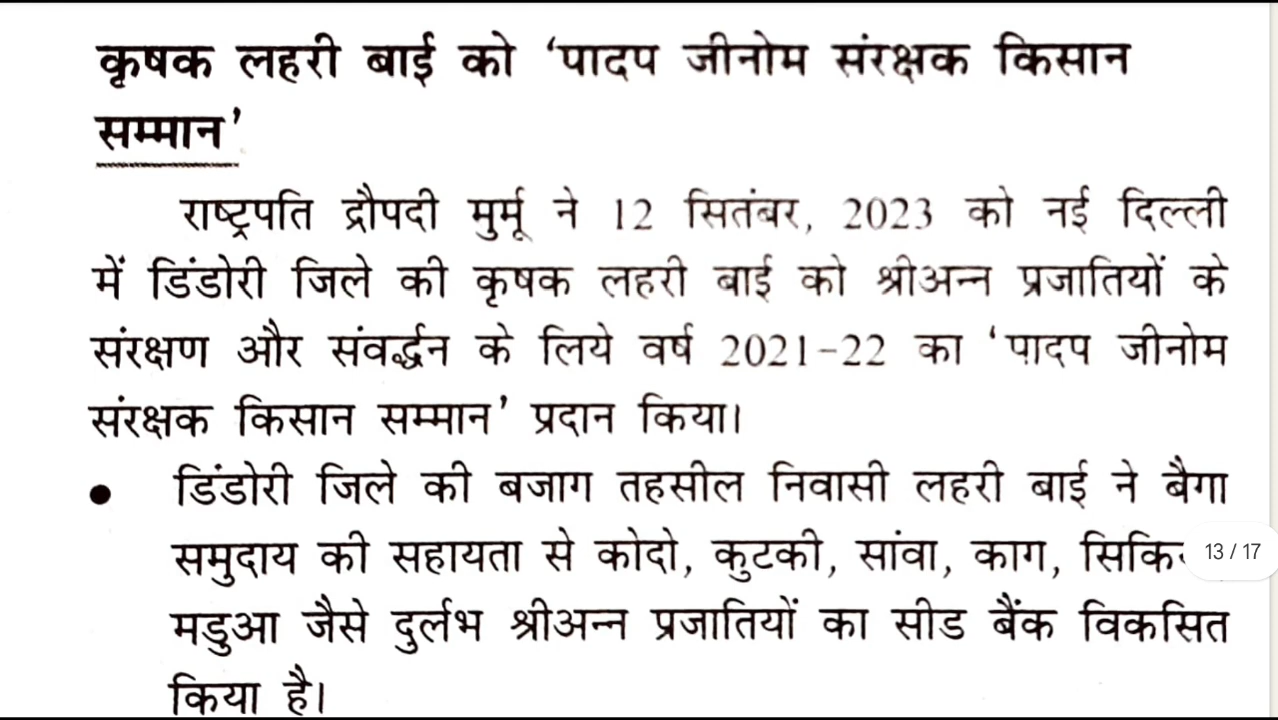 कृषक लहरी बाई को ‘पादप जीनोम संरक्षक किसान
सम्मान’
राष्ट्रपति द्रौपदी मुर्मू ने 12 सितंबर, 2023 को नई दिल्ली
में डिंडोरी जिले की कृषक लहरी बाई को श्रीअन्न प्रजातियों के
संरक्षण और संवर्द्धन के लिये वर्ष 2021-22 का ‘पादप जीनोम
संरक्षक किसान सम्मान’ प्रदान किया।
• डिंडोरी जिले की बजाग तहसील निवासी लहरी बाई ने बैगा
समुदाय की सहायता से कोदो, कुटकी, सांवा, काग, 13 / 17
मडुआ जैसे दुर्लभ श्रीअन्न प्रजातियों का सीड बैंक विकसित
किया है।